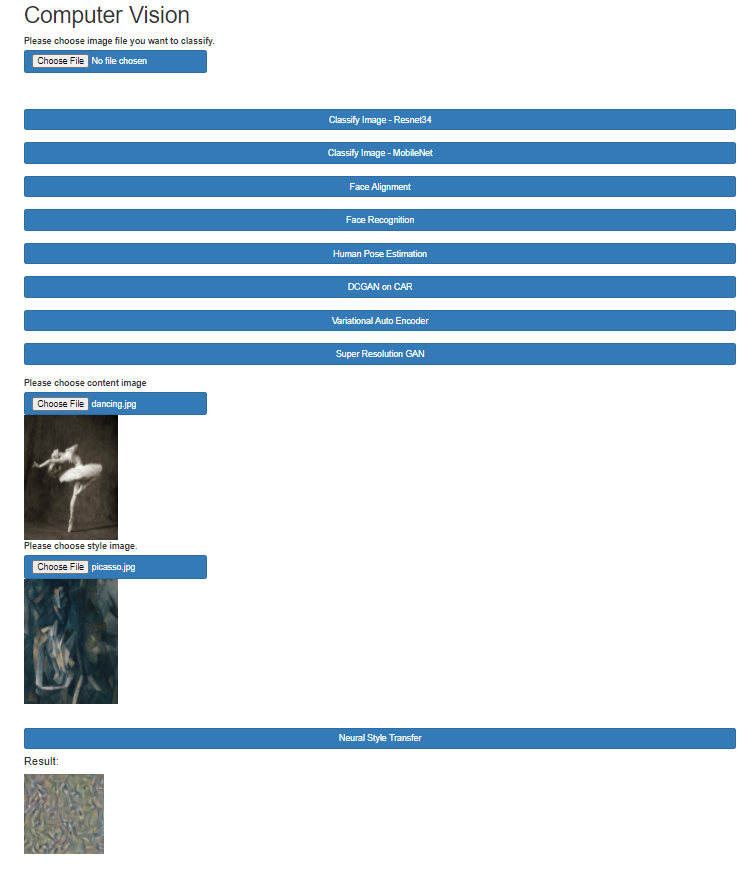 Computer Vision
Please choose image file you want to classify.
Choose File No file chosen
Classify Image - Resnet34
Classify Image - MobileNet
Face Alignment
Face Recognition
Human Pose Estimation
DCGAN on CAR
Variational Auto Encoder
Super Resolution GAN
Please choose content image
Choose File dancing.jpg
Please choose style image.
Choose File picasso.jpg
Neural Style Transfer
Result: